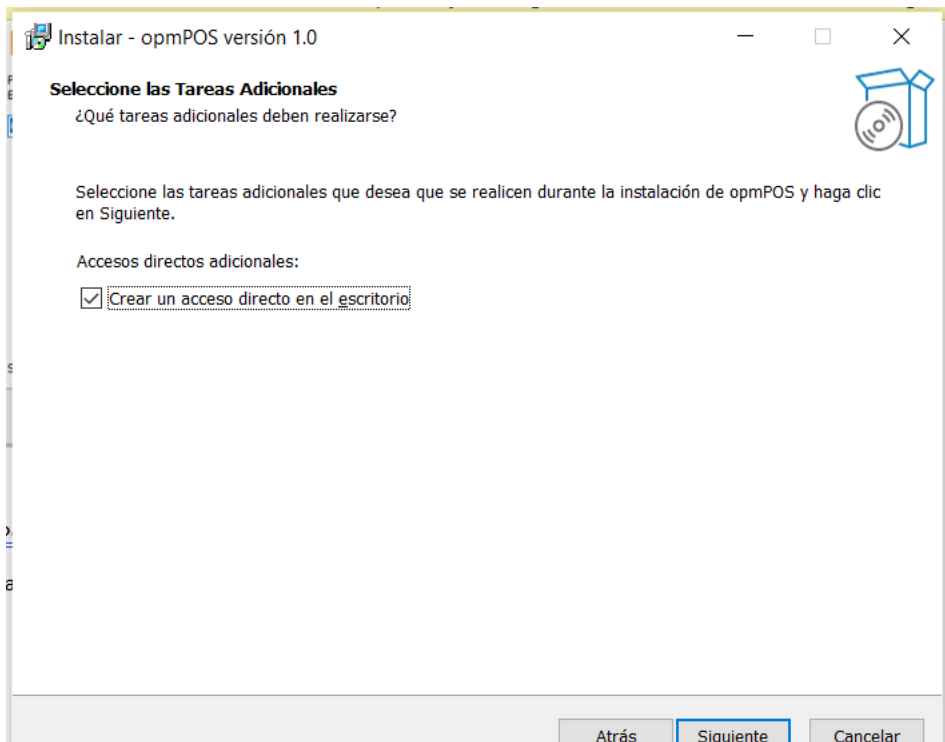 Instalar - opmPOS versión 1.0
Seleccione las Tareas Adicionales
¿Qué tareas adicionales deben realizarse?
Seleccione las tareas adicionales que desea que se realicen durante la instalación de opmPOS y haga clic
en Siguiente.
Accesos directos adicionales:
Crear un acceso directo en el escritorio
Atrás
Siguiente
Cancelar